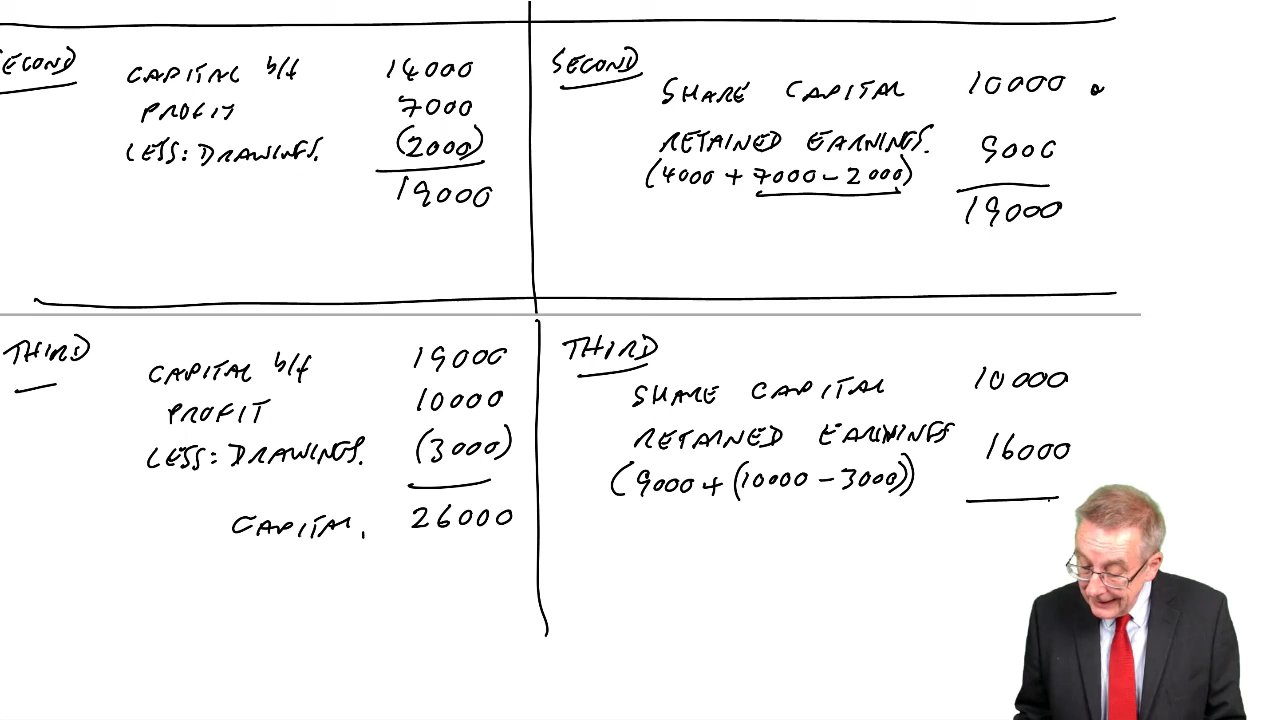 SECOND
CAPITAL b/f 14000
PROFIT 7000
LESS: DRAWINGS. (2000)
19000
SECOND
SHARE CAPITAL 10000
RETAINED EARNINGS. 9000
(4000 + 7000 - 2000)
19000
THIRD
CAPITAL b/f 19000
PROFIT 10000
LESS: DRAWINGS. (3000)
CAPITAL. 26000
THIRD
SHARE CAPITAL 10000
RETAINED EARNINGS 16000
(9000 + (10000 - 3000))